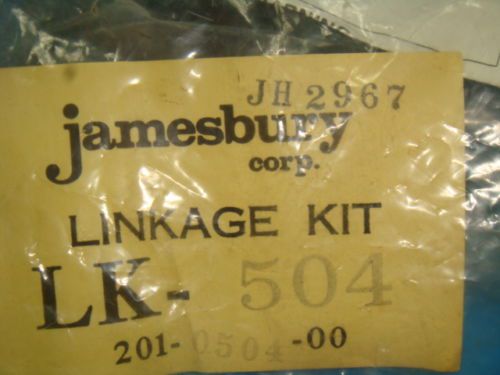 JH 2967
jamesbury
corp.
LINKAGE KIT
LK- 504
201-0504-00